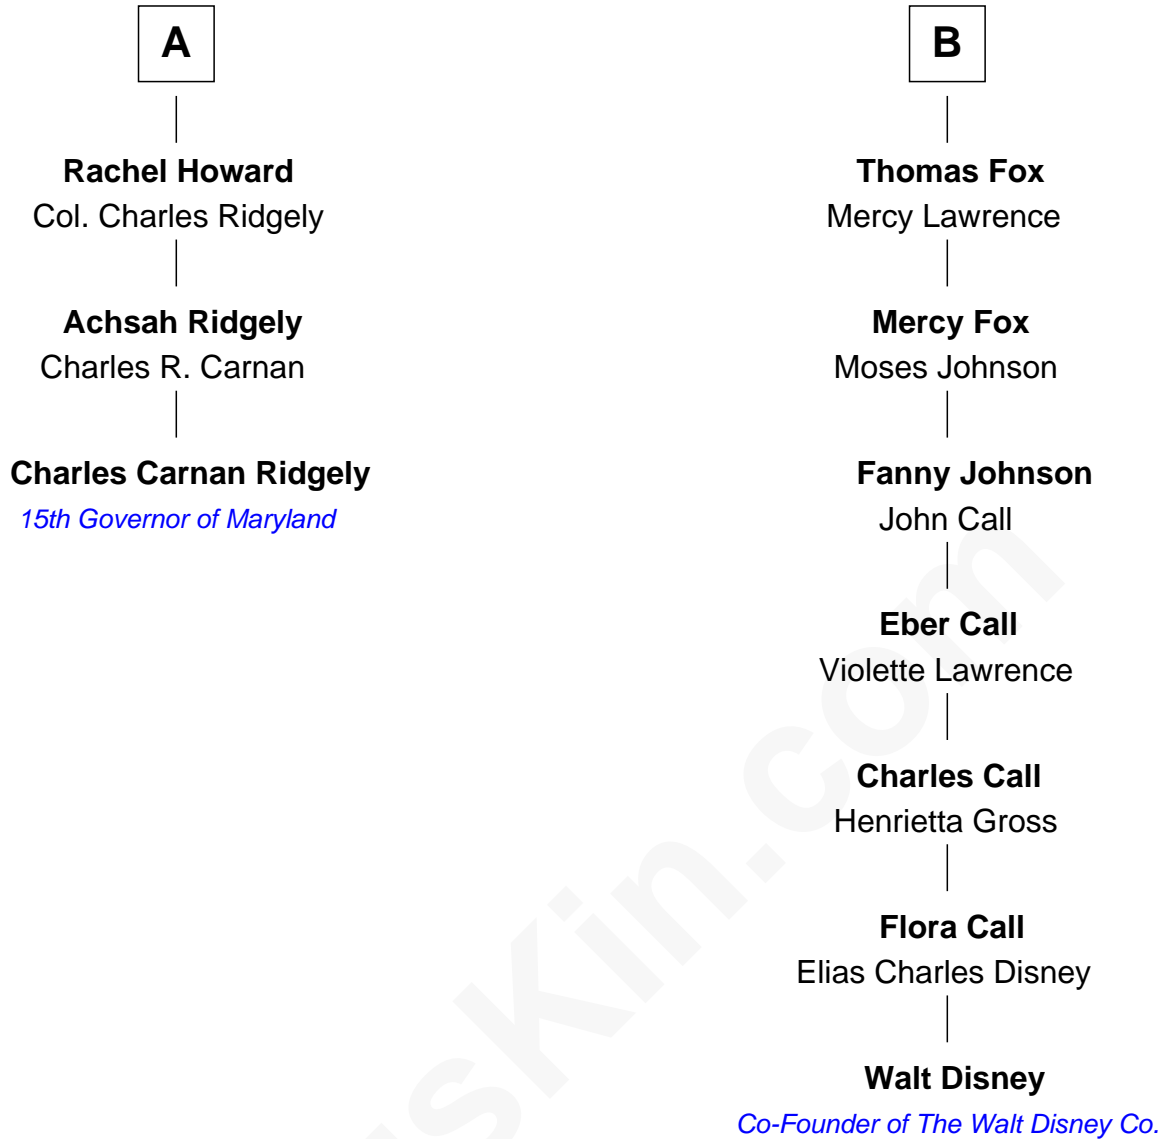 A
Rachel Howard
Col. Charles Ridgely
Achsah Ridgely
Charles R. Carnan
Charles Carnan Ridgely
15th Governor of Maryland
B
Thomas Fox
Mercy Lawrence
Mercy Fox
Moses Johnson
Fanny Johnson
John Call
Eber Call
Violette Lawrence
Charles Call
Henrietta Gross
Flora Call
Elias Charles Disney
Walt Disney
Co-Founder of The Walt Disney Co.